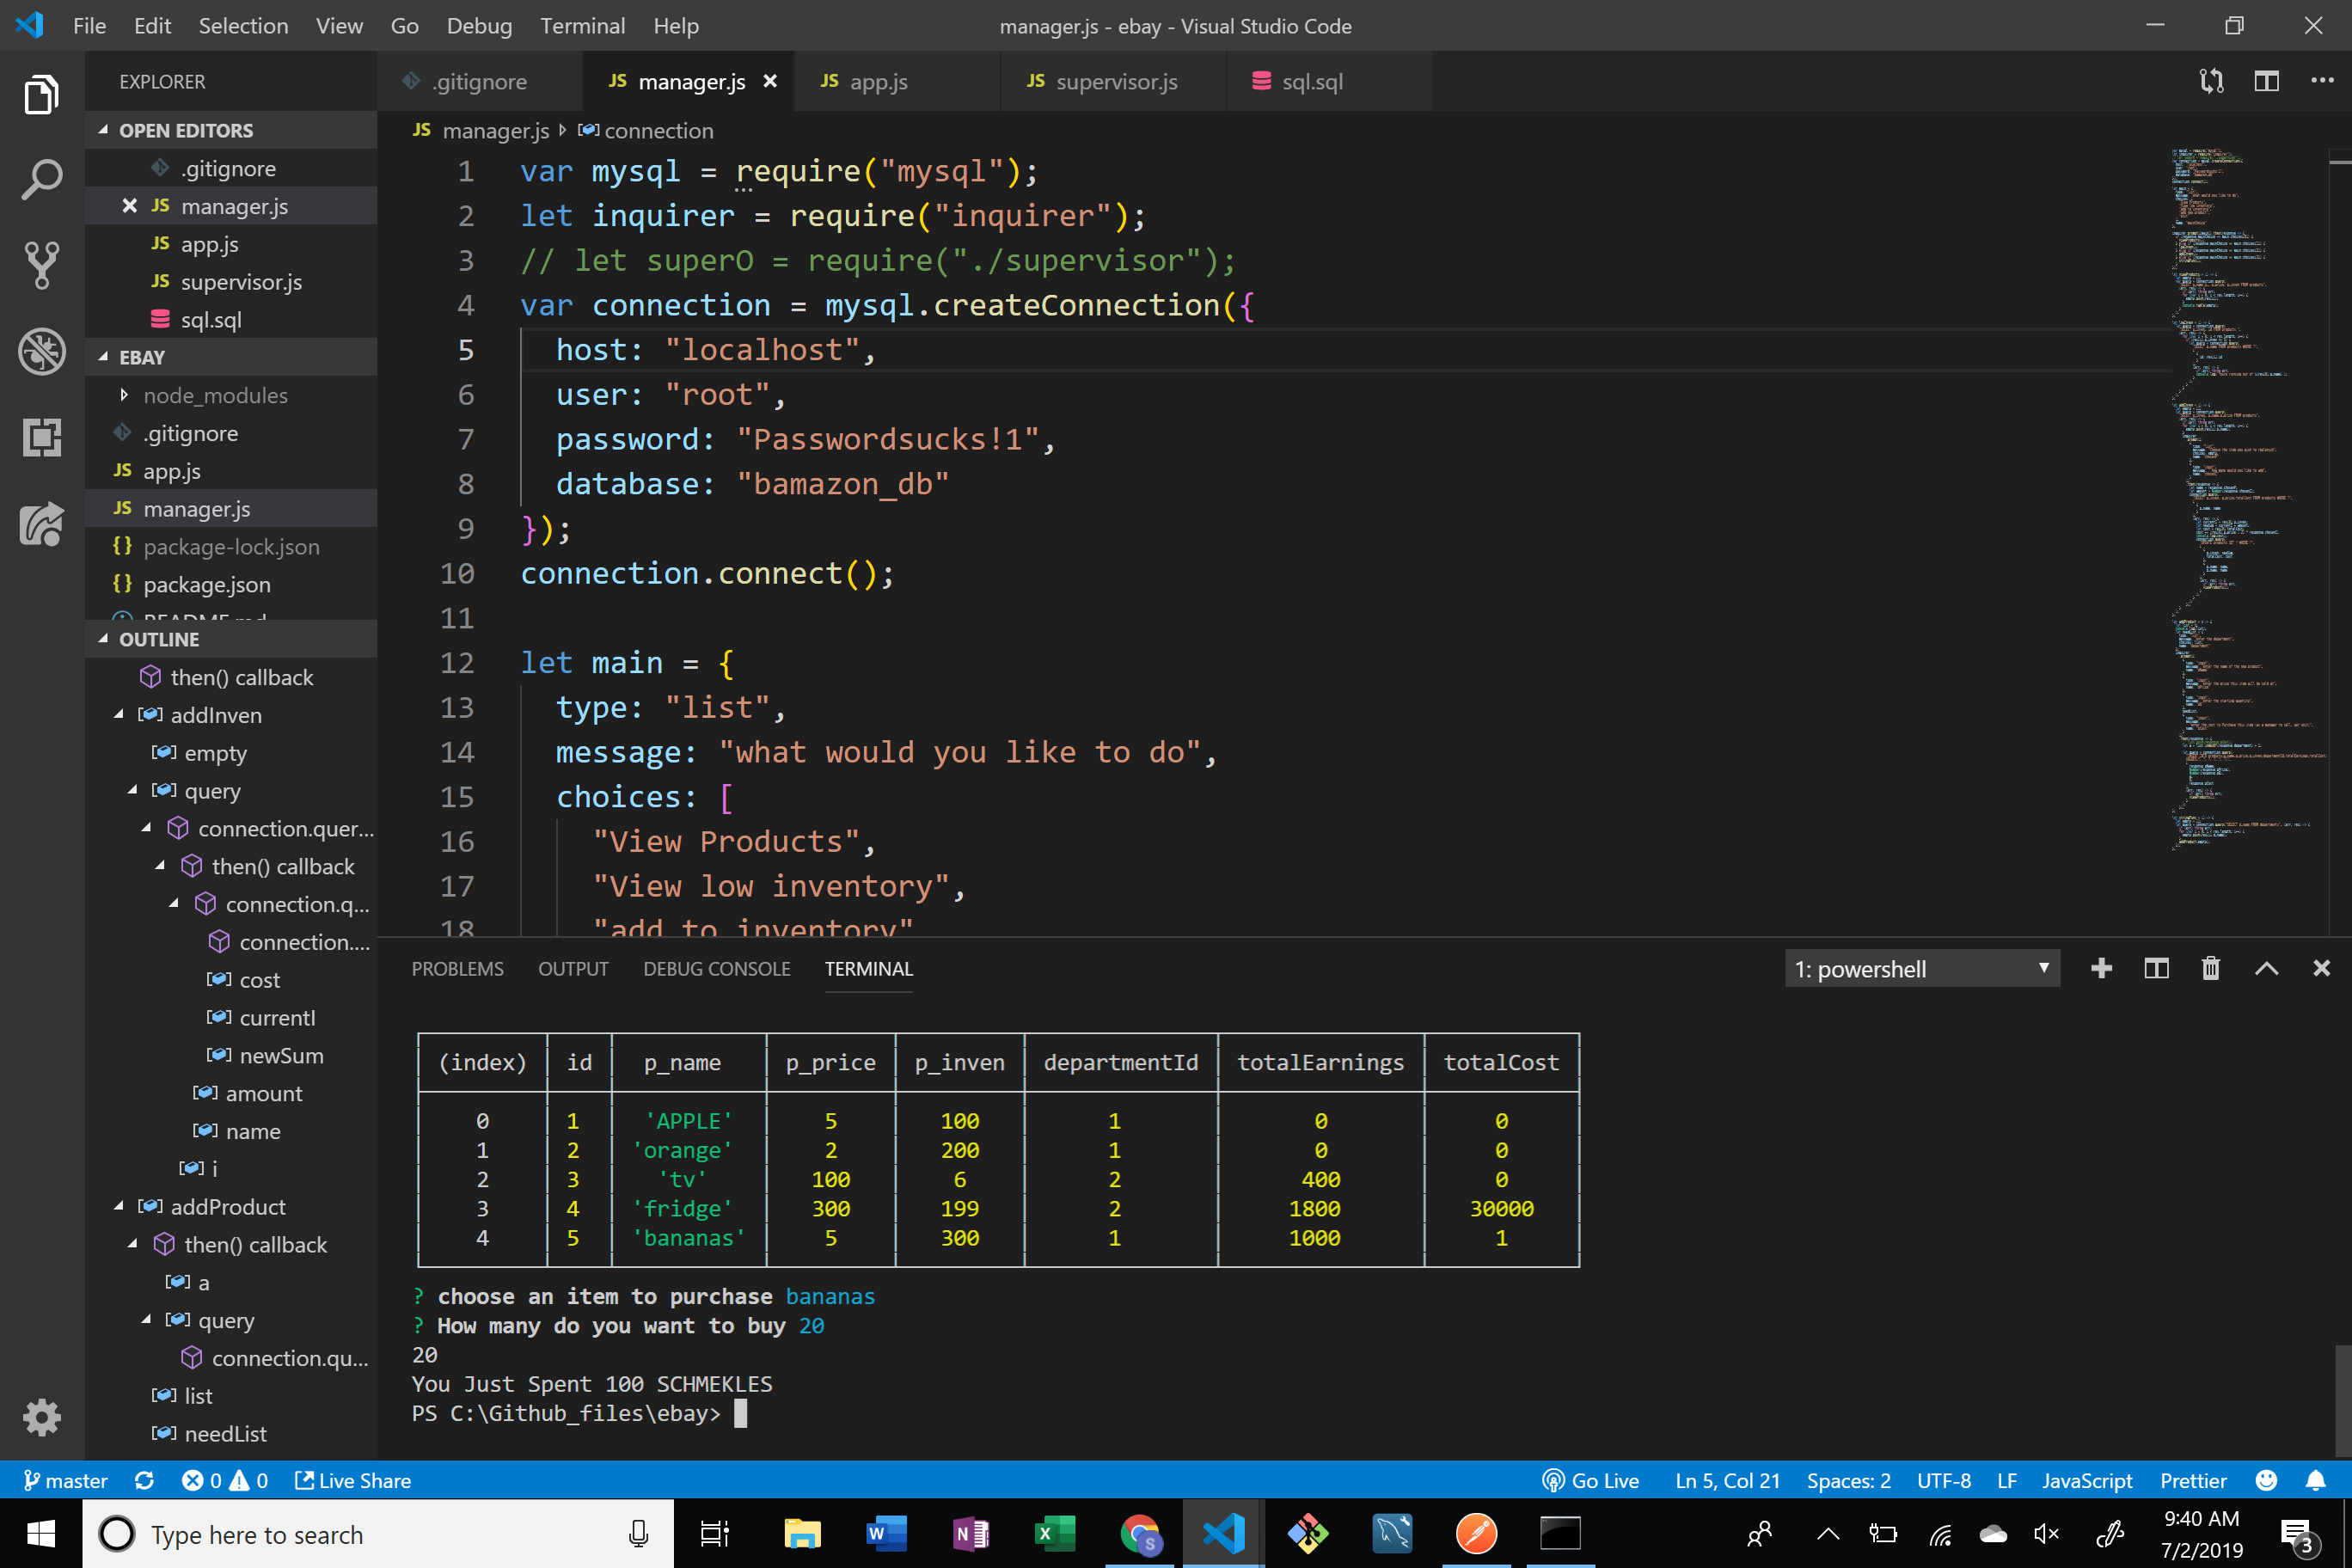 File Edit Selection View Go Debug Terminal Help
manager.js - ebay - Visual Studio Code
EXPLORER
OPEN EDITORS
.gitignore
JS manager.js
JS app.js
JS supervisor.js
sql.sql
EBAY
node_modules
.gitignore
JS app.js
JS manager.js
{} package-lock.json
{} package.json
README.md
OUTLINE
then() callback
addInven
empty
query
connection.quer...
then() callback
connection.q...
connection....
cost
currentI
newSum
amount
name
i
addProduct
then() callback
a
query
connection.qu...
list
needList
.gitignore
JS manager.js
JS app.js
JS supervisor.js
sql.sql
JS manager.js connection
1 var mysql = require("mysql");
2 let inquirer = require("inquirer");
3 // let superO = require("./supervisor");
4 var connection = mysql.createConnection({
5 host: "localhost",
6 user: "root",
7 password: "Passwordsucks!1",
8 database: "bamazon_db"
9 });
10 connection.connect();
11
12 let main = {
13 type: "list",
14 message: "what would you like to do",
15 choices: [
16 "View Products",
17 "View low inventory",
18 "add to inventory"
PROBLEMS OUTPUT DEBUG CONSOLE TERMINAL
1: powershell
(index) id p_name p_price p_inven departmentId totalEarnings totalCost
0 1 'APPLE' 5 100 1 0 0
1 2 'orange' 2 200 1 0 0
2 3 'tv' 100 6 2 400 0
3 4 'fridge' 300 199 2 1800 30000
4 5 'bananas' 5 300 1 1000 1
? choose an item to purchase bananas
? How many do you want to buy 20
20
You Just Spent 100 SCHMEKLES
PS C:\Github_files\ebay>
master 0 0 Live Share Go Live Ln 5, Col 21 Spaces: 2 UTF-8 LF JavaScript Prettier
Type here to search
9:40 AM
7/2/2019
3